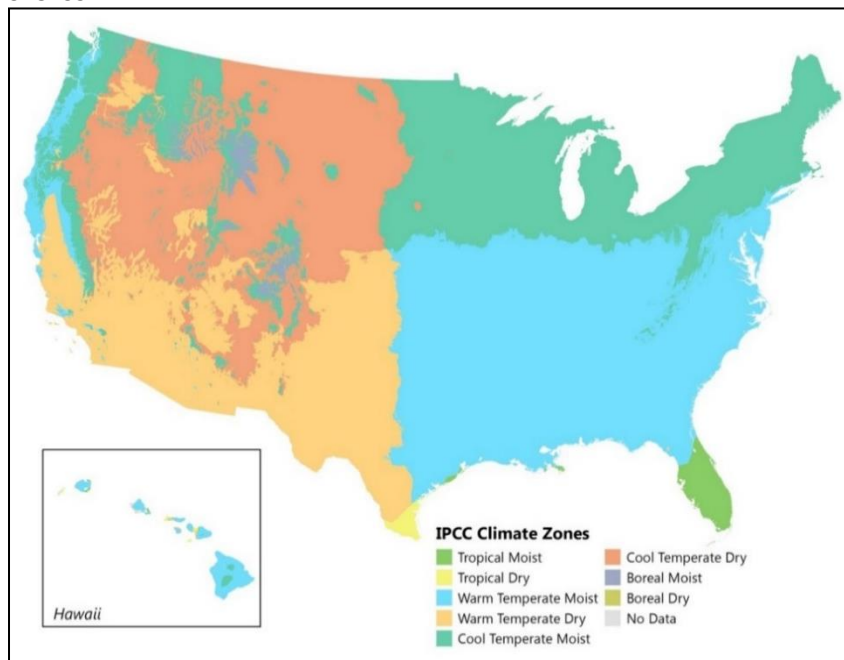 Hawaii
IPCC Climate Zones
Tropical Moist
Tropical Dry
Warm Temperate Moist
Warm Temperate Dry
Cool Temperate Moist
Cool Temperate Dry
Boreal Moist
Boreal Dry
No Data